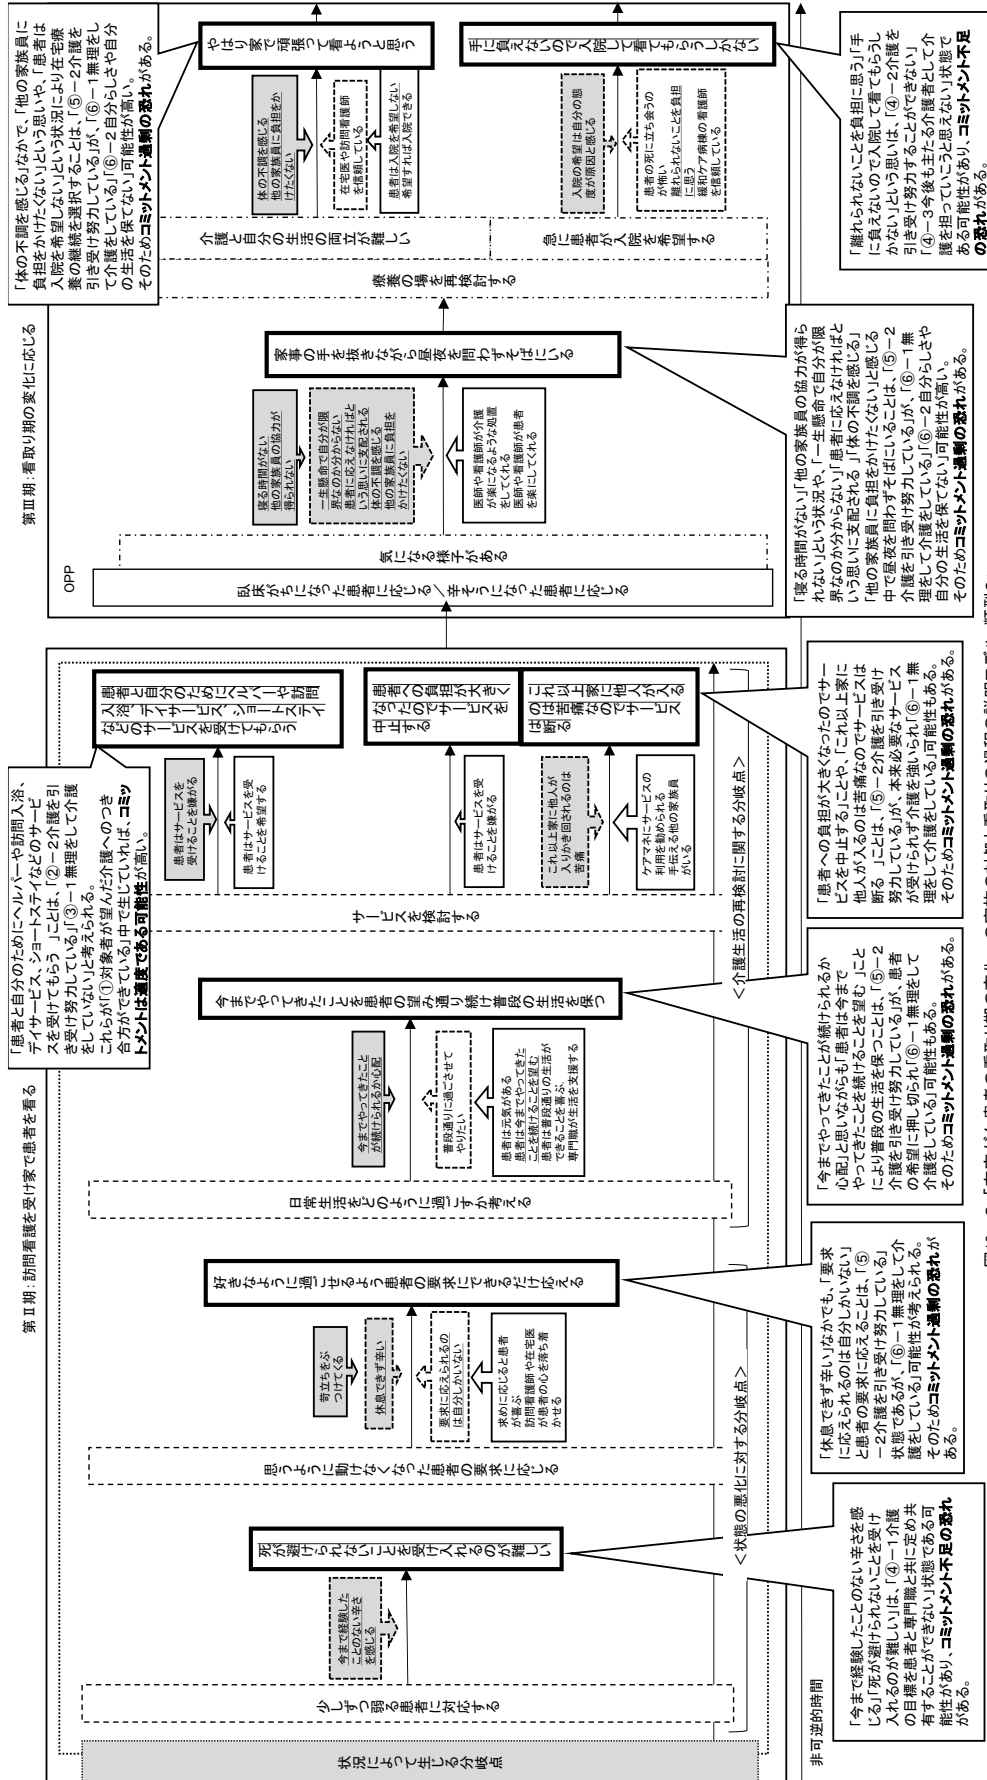 第Ⅱ期:訪問看護を受け家で患者を看る
第Ⅲ期:看取り期の変化に応じる
OPP
状況によって生じる分岐点
少しずつ弱る患者に対応する
今まで経験した
ことのない辛さ
を感じる
死が避けられないことを受け入れるのが難しい
思うように動けなくなった患者の要求に応じる
苛立ちをぶ
つけてくる
休息できず辛い
要求に応えられるの
は自分しかいない
求めに応じると患者
が喜ぶ
訪問看護師や在宅医
が患者の心を落ち着
かせる
好きなように過ごせるよう患者の要求にできるだけ応える
<状態の悪化に対する分岐点>
日常生活をどのように過ごすか考える
今までやってきたこと
が続けられるか心配
普段通りに過ごさせて
やりたい
患者は元気がある
患者は今までやってきた
ことを続けることを望む
患者は普段通りの生活が
できることを喜ぶ、
専門職が生活を支援する
今までやってきたことを患者の望み通り続け普段の生活を保つ
サービスを検討する
患者はサービスを
受けることを嫌がる
患者はサービスを受
けることを希望する
患者と自分のためにヘルパーや訪問
入浴、デイサービス、ショートステイ
などのサービスを受けてもらう
患者はサービスを受
けることを嫌がる
患者への負担が大きく
なったのでサービスを
中止する
これ以上家に他人が
入りかき回されるのは
苦痛
ケアマネにサービスの
利用を勧められる
手伝える他の家族員
がいる
これ以上家に他人が入る
のは苦痛なのでサービス
は断る
<介護生活の再検討に関する分岐点>
臥床がちになった患者に応じる/辛そうになった患者に応じる
気になる様子がある
寝る時間がない
他の家族員の協力が
得られない
一生懸命で自分が限
界なのか分からない
患者に応えなければと
いう思いに支配される
体の不調を感じる
他の家族員に負担を
かけたくない
医師や看護師が介護
が楽になるような処置
をしてくれる
医師や看護師が患者
を楽にしてくれる
家事の手を抜きながら昼夜を問わずそばにいる
療養の場を再検討する
介護と自分の生活の両立が難しい
急に患者が入院を希望する
体の不調を感じる
他の家族員に負担をか
けたくない
在宅医や訪問看護師
を信頼している
患者は入院を希望しない
希望すれば入院できる
やはり家で頑張って看ようと思う
入院の希望は自分の態
度が原因と感じる
患者の死に立ち会うの
が怖い
離れられないことを負担
に思う
緩和ケア病棟の看護師
を信頼している
手に負えないので入院して看てもらうしかない
非可逆的時間
「患者と自分のためにヘルパーや訪問入浴、
デイサービス、ショートステイなどのサービ
スを受けてもらう 」ことは、「②-2介護を引
き受け努力している」「③-1無理をして介護
をしていない」と考えられる。
これらが「①対象者が望んだ介護へのつき
合方ができている」中で生じていれば、コミッ
トメントは適度である可能性が高い。
「体の不調を感じる」なかで、「他の家族員に
負担をかけたくない」という思いや、「患者は
入院を希望しない」という状況により在宅療
養の継続を選択することは、「⑤-2介護を
引き受け努力している」が、「⑥-1無理をし
て介護をしている」「⑥-2自分らしさや自分
の生活を保てない」可能性が高い。
そのためコミットメント過剰の恐れがある。
「今まで経験したことのない辛さを感
じる」「死が避けられないことを受け
入れるのが難しい」は、「④-1介護
の目標を患者と専門職と共に定め共
有することができない」状態である可
能性があり、コミットメント不足の恐れ
がある。
「休息できず辛い」なかでも、「要求
に応えられるのは自分しかいない」
と患者の要求に応えることは、「⑤
-2介護を引き受け努力している」
状態であるが、「⑥-1無理をして介
護をしている」可能性が考えられる。
そのためコミットメント過剰の恐れが
ある。
「今までやってきたことが続けられるか
心配」と思いながらも「患者は今まで
やってきたことを続けることを望む 」こと
により普段の生活を保つことは、「⑤-2
介護を引き受け努力している」が、患者
の希望に押し切られ「⑥-1無理をして
介護をしている」可能性もある。
そのためコミットメント過剰の恐れがある。
「患者への負担が大きくなったのでサー
ビスを中止する」ことや、「これ以上家に
他人が入るのは苦痛なのでサービスは
断る 」ことは、「⑤-2介護を引き受け
努力している」が、本来必要なサービス
が受けられず介護を強いられ「⑥-1無
理をして介護をしている」可能性もある。
そのためコミットメント過剰の恐れがある。
「寝る時間がない」「他の家族員の協力が得ら
れない」という状況や、「一生懸命で自分が限
界なのか分からない」「患者に応えなければと
いう思いに支配される 」「体の不調を感じる」
「他の家族員に負担をかけたくない」と感じる
中で昼夜を問わずそばにいることは、「⑤-2
介護を引き受け努力している」が、「⑥-1無
理をして介護をしている」「⑥-2自分らしさや
自分の生活を保てない」可能性が高い。
そのためコミットメント過剰の恐れがある。
「離れられないことを負担に思う」「手
に負えないので入院して看てもらうし
かない」という思いは、「④-2介護を
引き受け努力することができない」
「④-3今後も主たる介護者として介
護を担っていこうと思えない」状態で
ある可能性があり、コミットメント不足
の恐れがある。